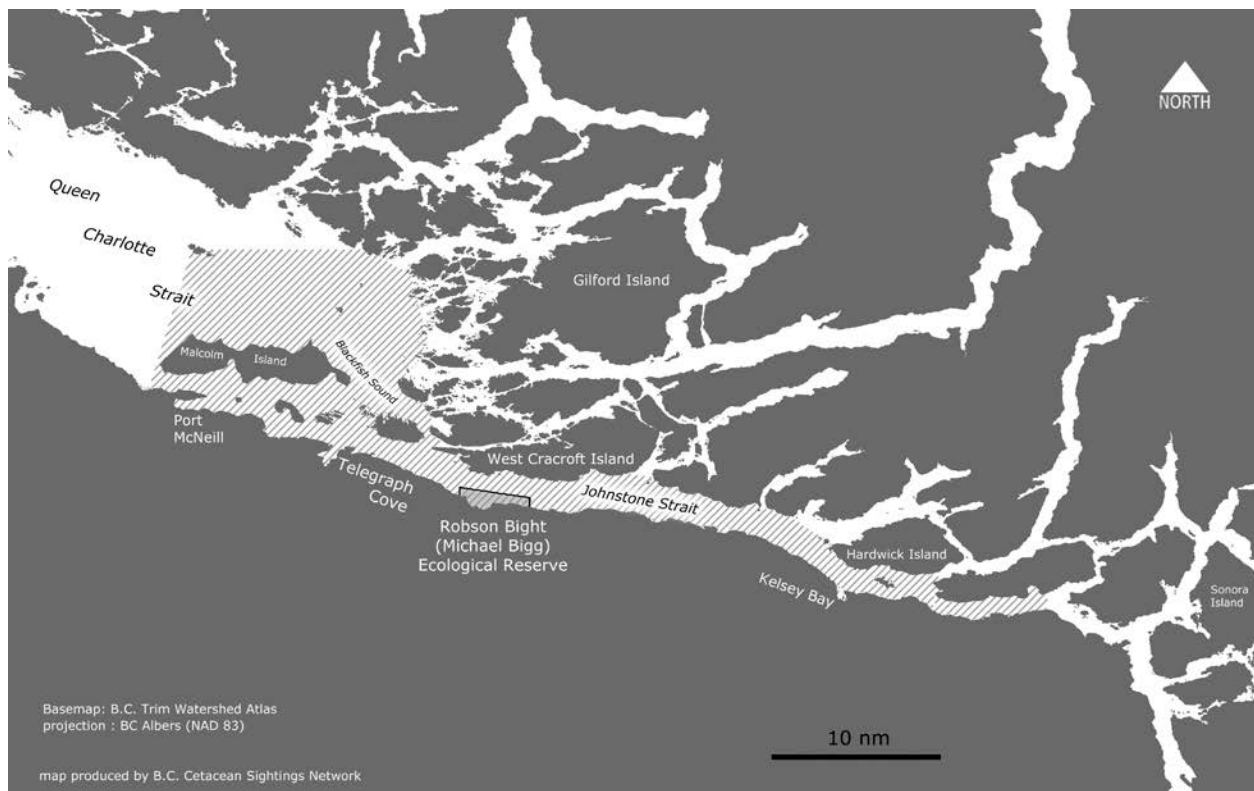 NORTH
Queen
Charlotte
Strait
Gilford Island
Malcolm Island
Blackfish Sound
Port
McNeill
Telegraph
Cove
West Cracroft Island
Johnstone Strait
Robson Bight
(Michael Bigg)
Ecological Reserve
Hardwick Island
Kelsey Bay
Sonora
Island
Basemap: B.C. Trim Watershed Atlas
projection : BC Albers (NAD 83)
10 nm
map produced by B.C. Cetacean Sightings Network